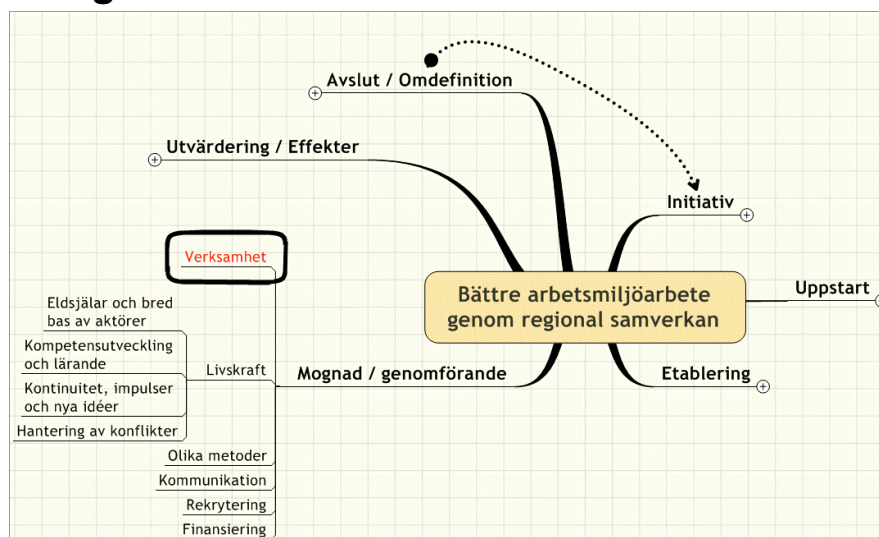 Avslut / Omdefinition
Utvärdering / Effekter
Initiativ
Verksamhet
Bättre arbetsmiljöarbete
genom regional samverkan
Uppstart
Eldsjälar och bred
bas av aktörer
Kompetensutveckling
och lärande
Livskraft
Mognad / genomförande
Etablering
Kontinuitet, impulser
och nya idéer
Hantering av konflikter
Olika metoder
Kommunikation
Rekrytering
Finansiering